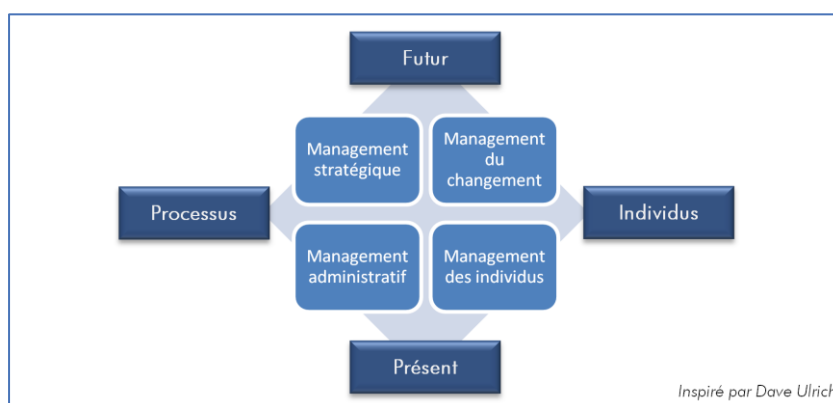 Futur
Management
stratégique
Management
du
changement
Processus
Individus
Management
administratif
Management
des individus
Présent
Inspiré par Dave Ulrich